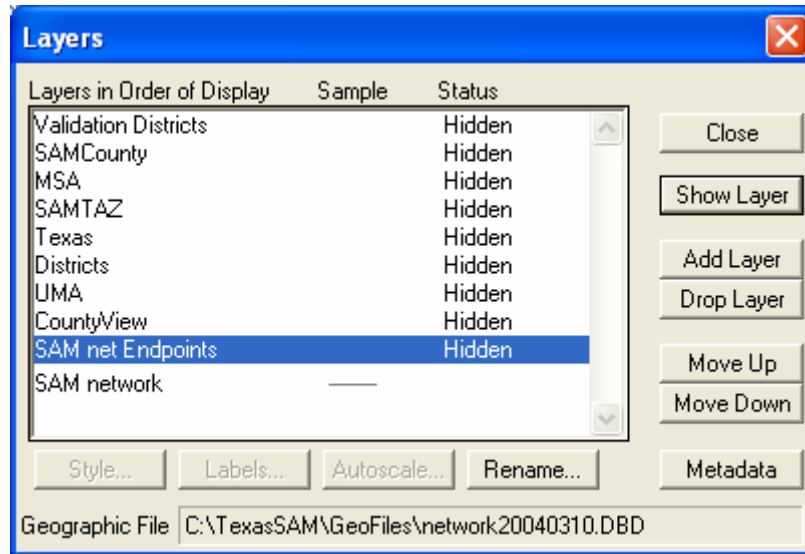 Layers
Layers in Order of Display Sample Status
Validation Districts Hidden
SAMCounty Hidden
MSA Hidden
SAMTAZ Hidden
Texas Hidden
Districts Hidden
UMA Hidden
CountyView Hidden
SAM net Endpoints Hidden
SAM network
Close
Show Layer
Add Layer
Drop Layer
Move Up
Move Down
Style... Labels... Autoscale... Rename... Metadata
Geographic File C:\TexasSAM\GeoFiles\network20040310.DBD